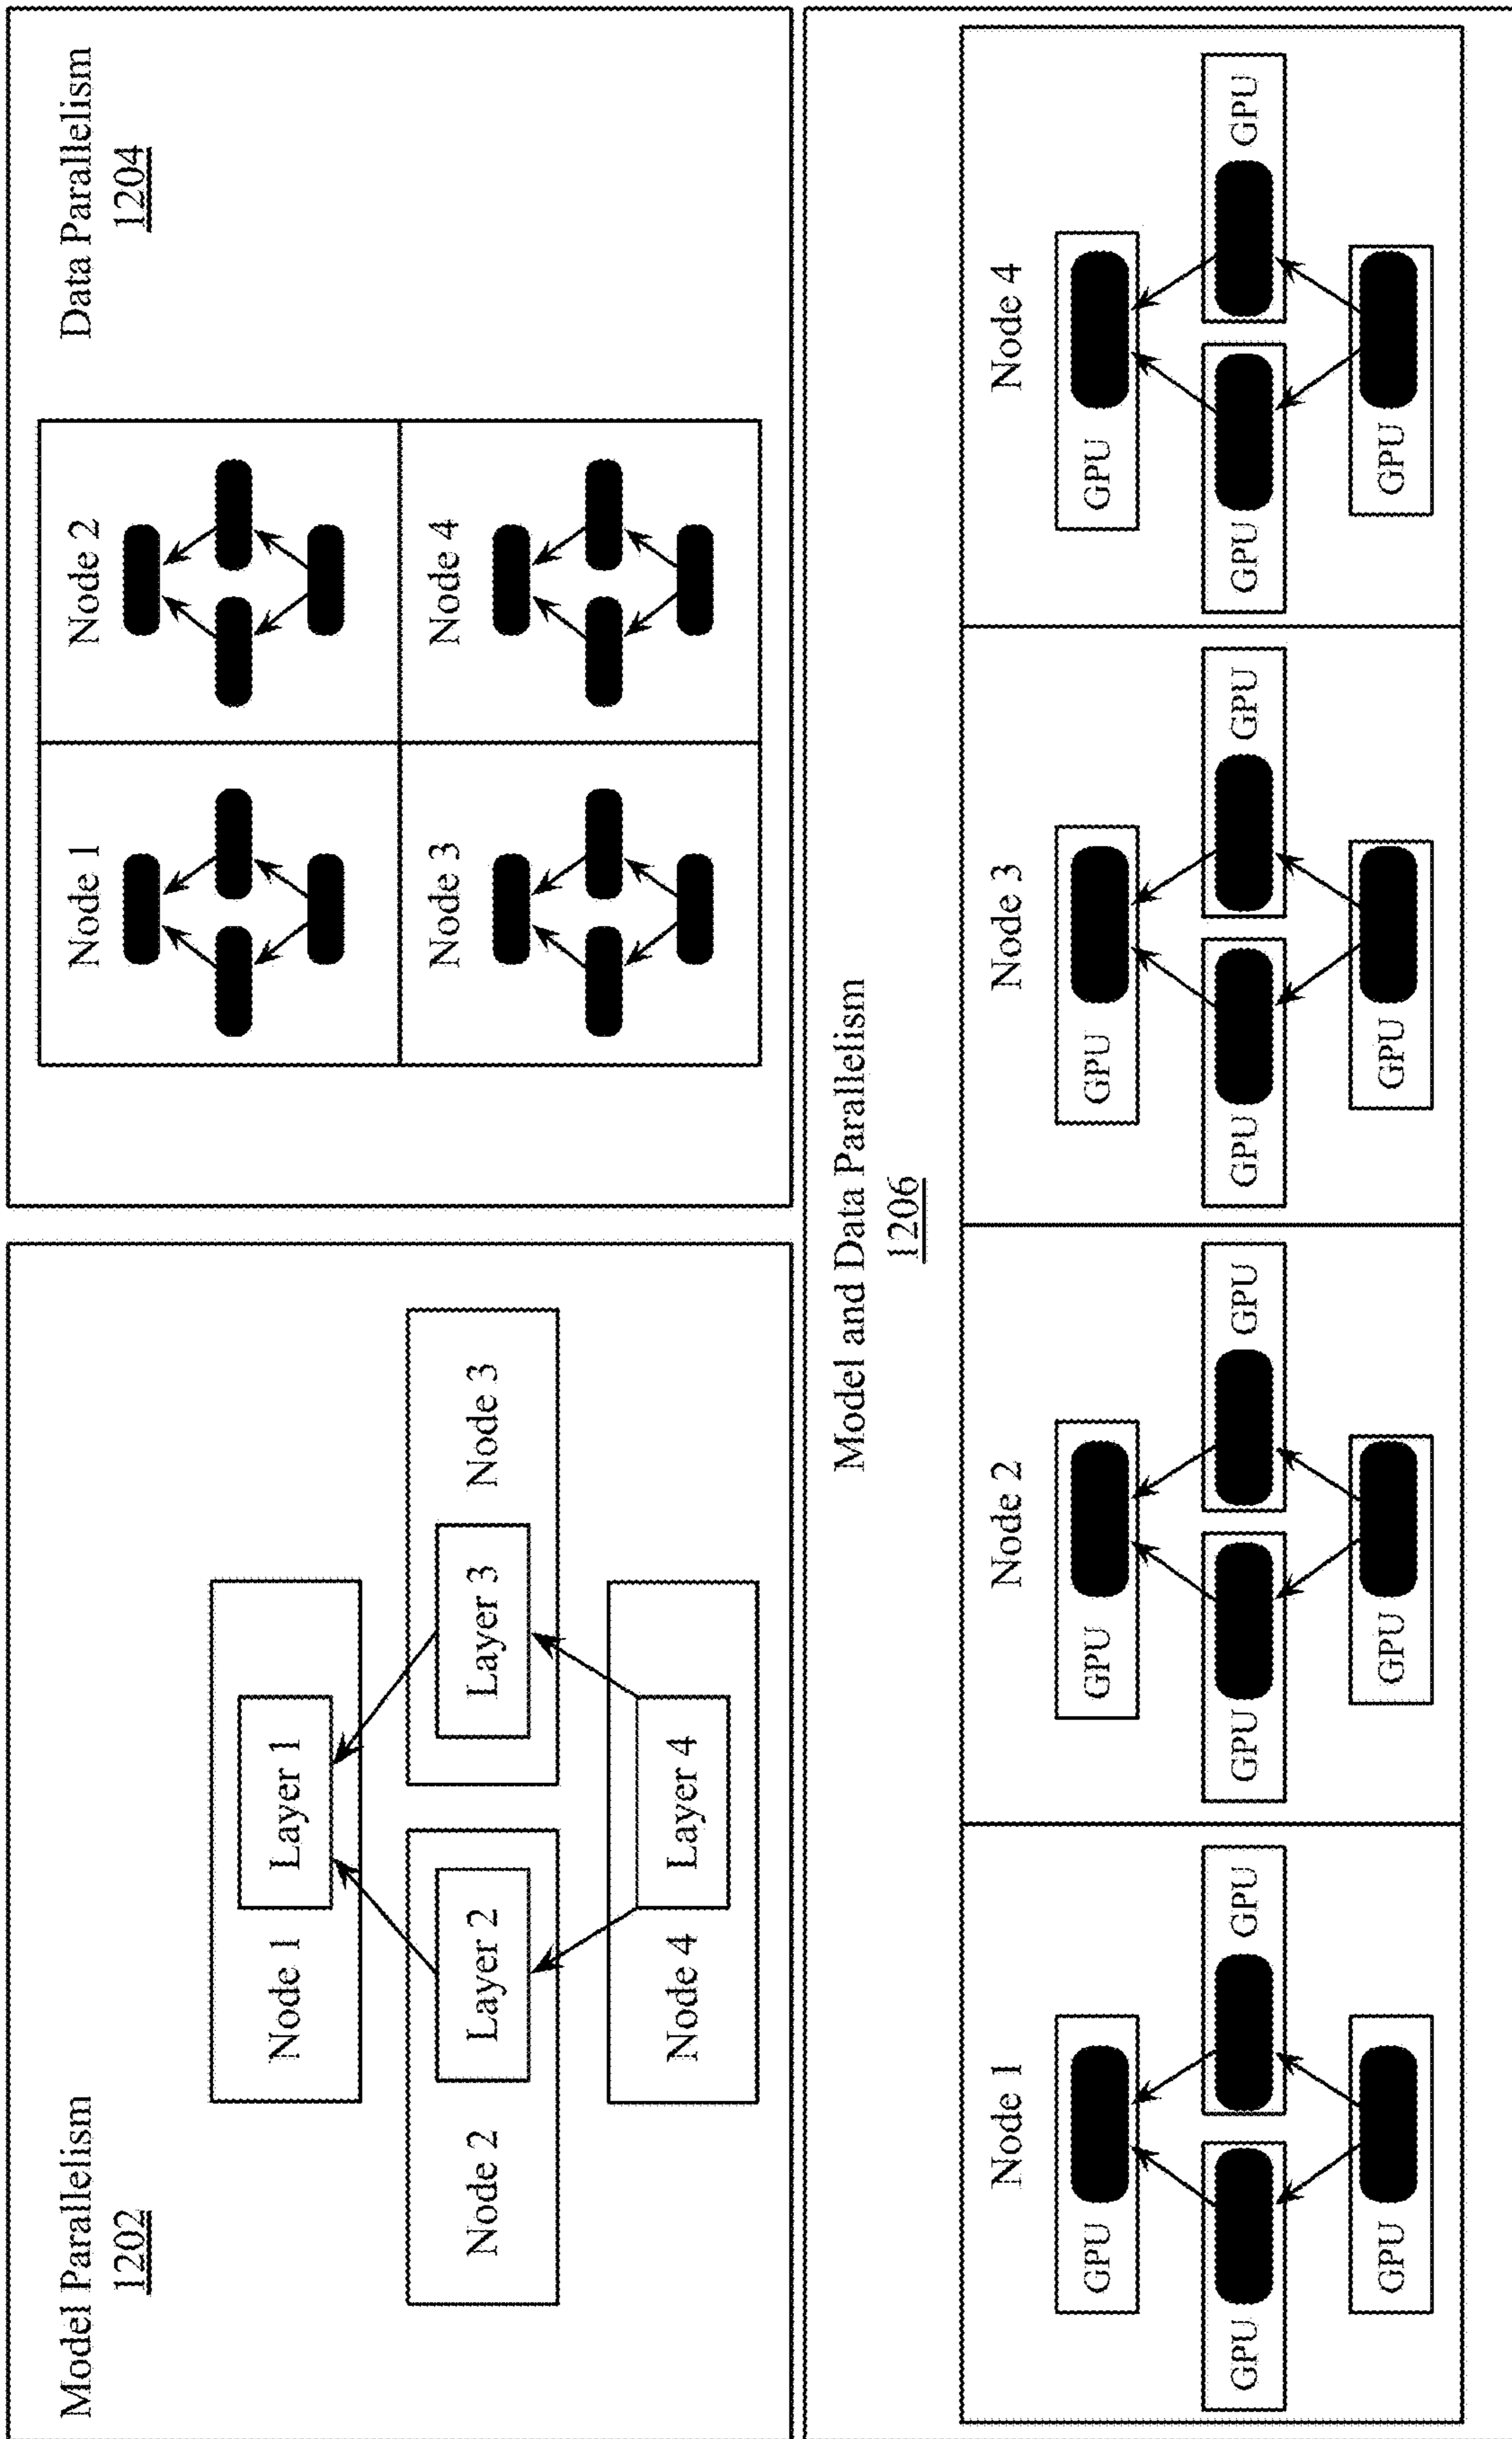 Model Parallelism
1202
Node 1
Layer 1
Node 2
Layer 2
Layer 3
Node 3
Node 4
Layer 4
Data Parallelism
1204
Node 1
Node 2
Node 3
Node 4
Model and Data Parallelism
1206
Node 1
GPU
GPU
GPU
GPU
Node 2
GPU
GPU
GPU
GPU
Node 3
GPU
GPU
GPU
GPU
Node 4
GPU
GPU
GPU
GPU